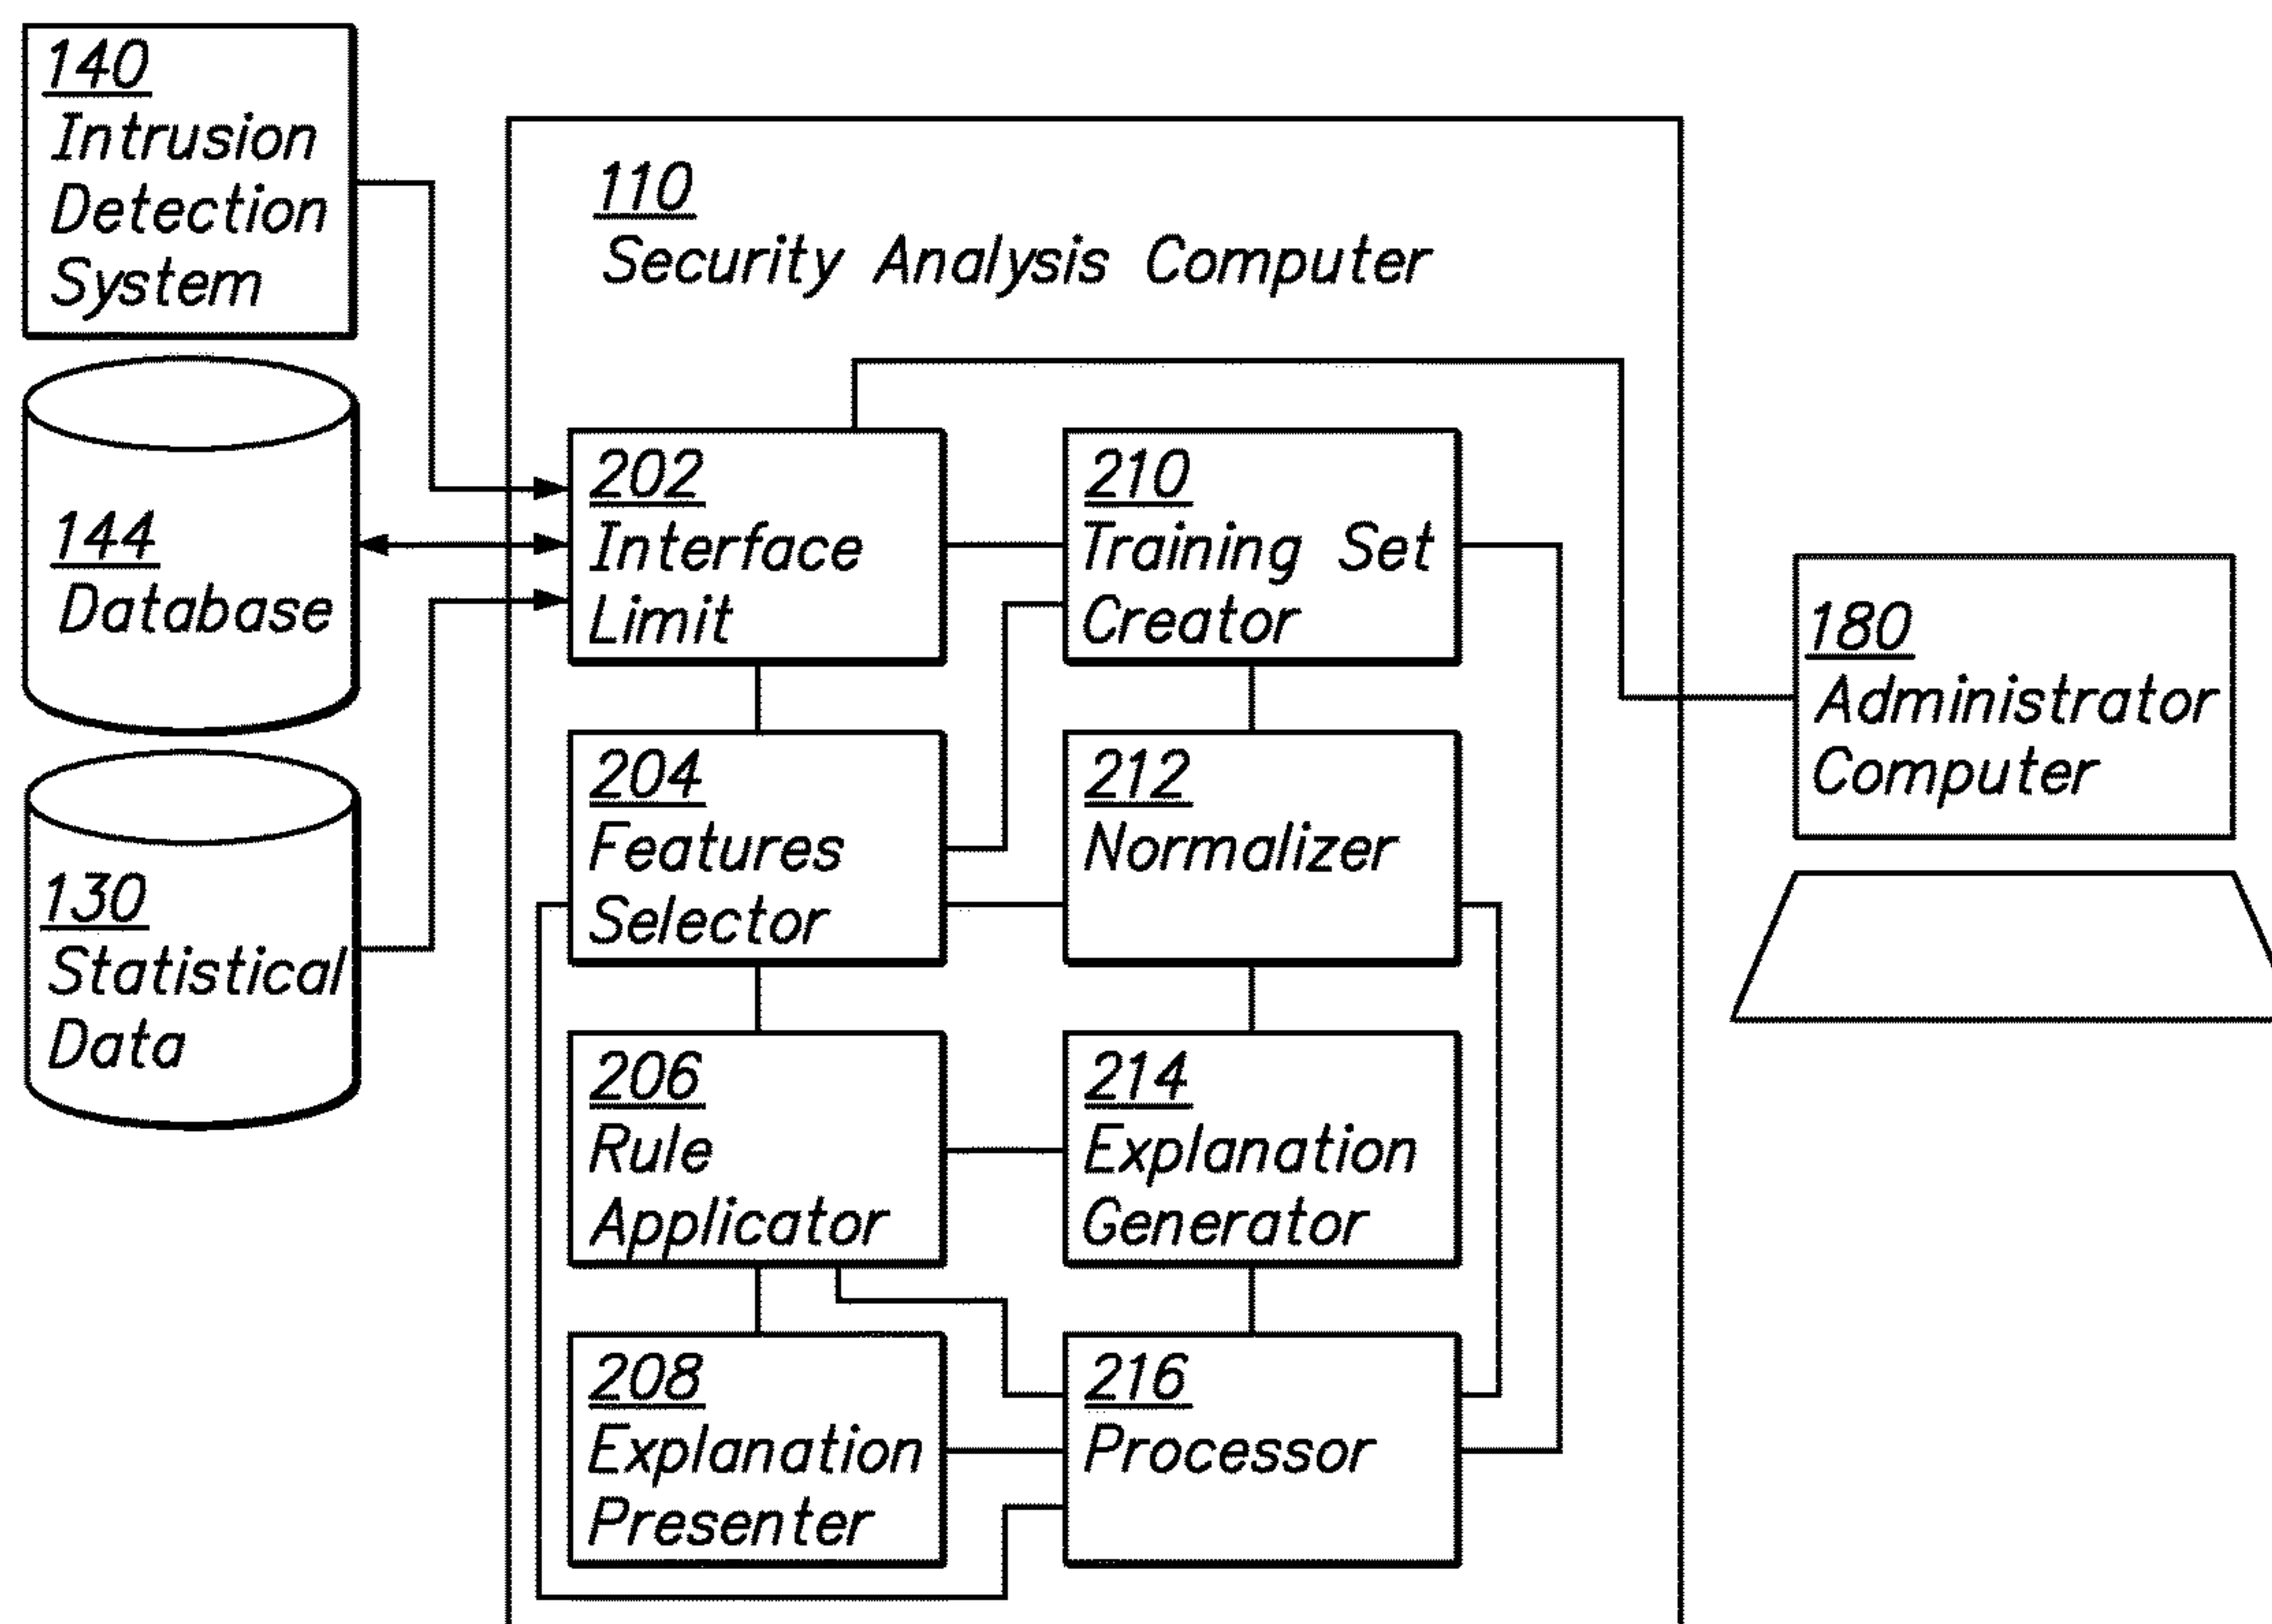 140
Intrusion
Detection
System
144
Database
130
Statistical
Data
110
Security Analysis Computer
202
Interface
Limit
210
Training Set
Creator
204
Features
Selector
212
Normalizer
206
Rule
Applicator
214
Explanation
Generator
208
Explanation
Presenter
216
Processor
180
Administrator
Computer